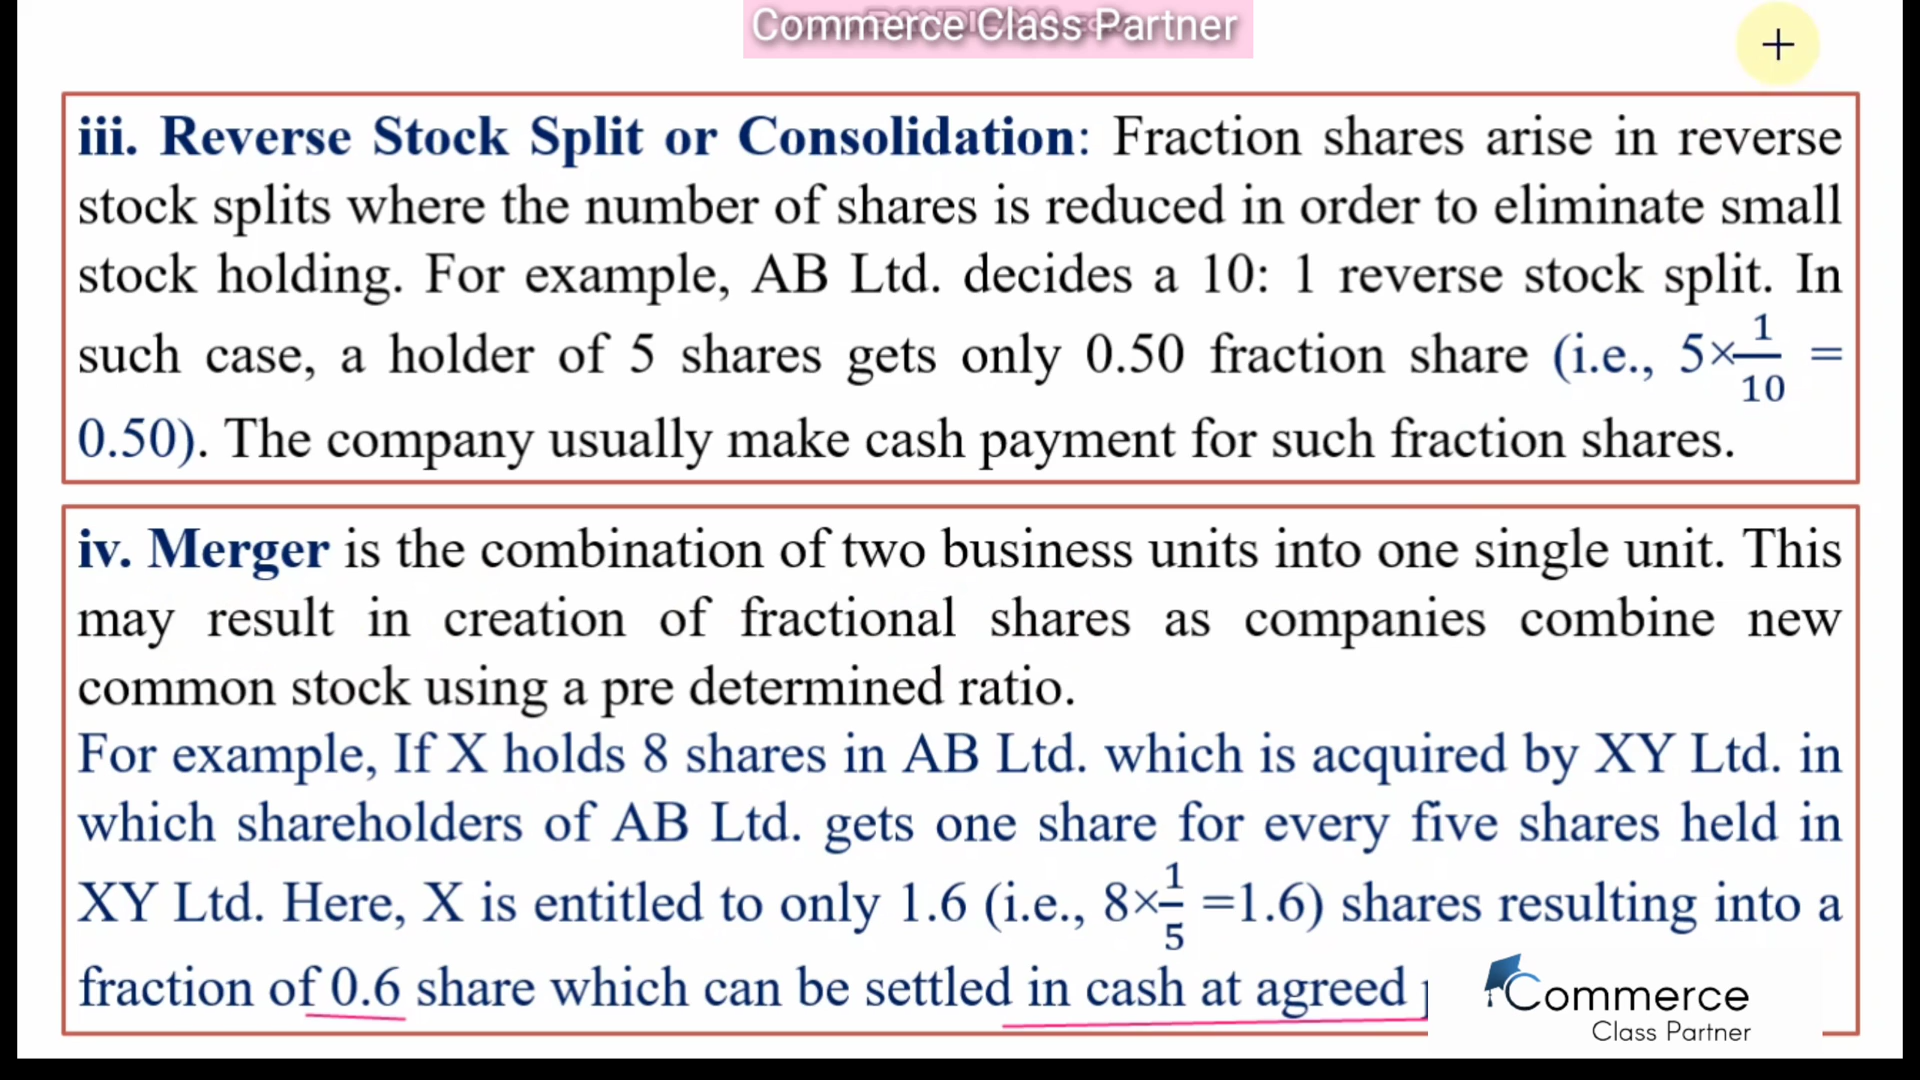 Commerce Class Partner
iii. Reverse Stock Split or Consolidation: Fraction shares arise in reverse
stock splits where the number of shares is reduced in order to eliminate small
stock holding. For example, AB Ltd. decides a 10: 1 reverse stock split. In
such case, a holder of 5 shares gets only 0.50 fraction share (i.e., 5×1/10 =
0.50). The company usually make cash payment for such fraction shares.
iv. Merger is the combination of two business units into one single unit. This
may result in creation of fractional shares as companies combine new
common stock using a pre determined ratio.
For example, If X holds 8 shares in AB Ltd. which is acquired by XY Ltd. in
which shareholders of AB Ltd. gets one share for every five shares held in
XY Ltd. Here, X is entitled to only 1.6 (i.e., 8×1/5 =1.6) shares resulting into a
fraction of 0.6 share which can be settled in cash at agreed
Commerce
Class Partner